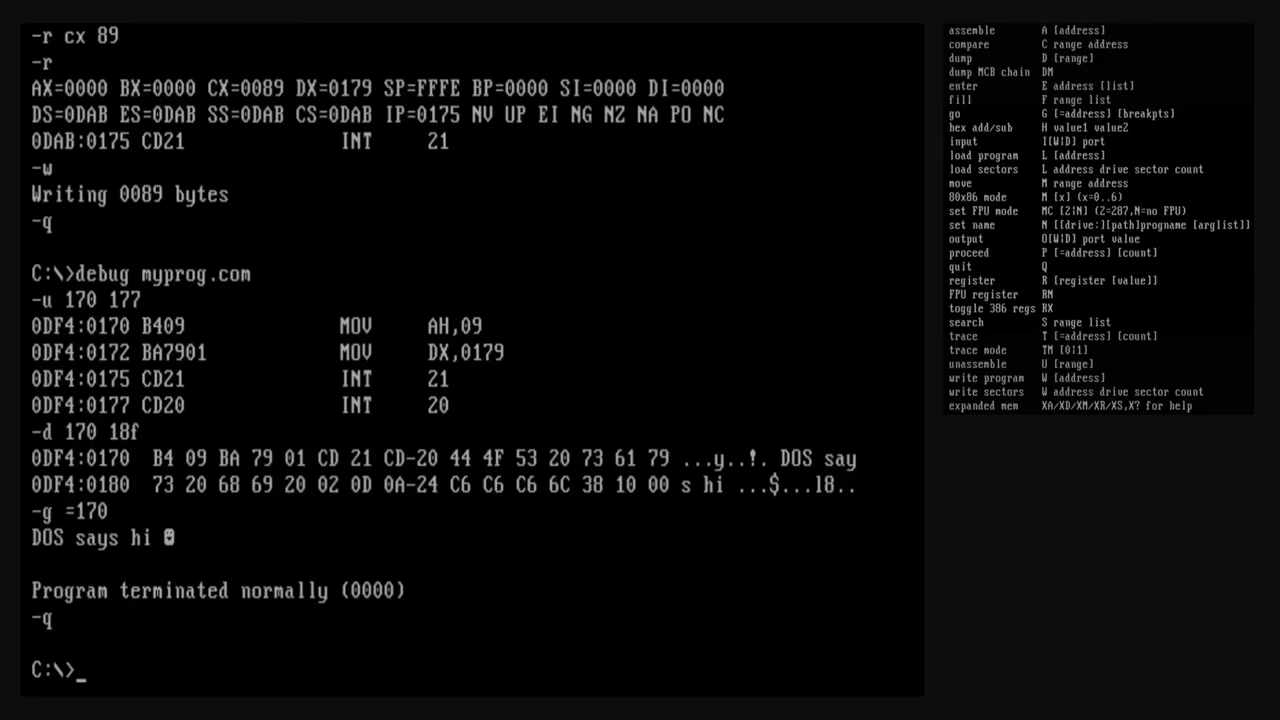 -r cx 89
-r
AX=0000 BX=0000 CX=0089 DX=0179 SP=FFFE BP=0000 SI=0000 DI=0000
DS=0DAB ES=0DAB SS=0DAB CS=0DAB IP=0175 NV UP EI NG NZ NA PO NC
0DAB:0175 CD21 INT 21
-w
Writing 0089 bytes
-q
C:\>debug myprog.com
-u 170 177
0DF4:0170 B409 MOV AH,09
0DF4:0172 BA7901 MOV DX,0179
0DF4:0175 CD21 INT 21
0DF4:0177 CD20 INT 20
-d 170 18f
0DF4:0170 B4 09 BA 79 01 CD 21 CD-20 44 4F 53 20 73 61 79 ...y..!. DOS say
0DF4:0180 73 20 68 69 20 02 0D 0A-24 C6 C6 C6 6C 38 10 00 s hi ...$...l8..
-g =170
DOS says hi ☻
Program terminated normally (0000)
-q
C:\>_
assemble A [address]
compare C range address
dump D [range]
dump MCB chain DM
enter E address [list]
fill F range list
go G [=address] [breakpts]
hex add/sub H value1 value2
input I[W|D] port
load program L [address]
load sectors L address drive sector count
move M range address
80x86 mode M [x] (x=0..6)
set FPU mode MC [2|N] (2=287,N=no FPU)
set name N [[drive:][path]progname [arglist]]
output O[W|D] port value
proceed P [=address] [count]
quit Q
register R [register [value]]
FPU register RN
toggle 386 regs RX
search S range list
trace T [=address] [count]
trace mode TM [0|1]
unassemble U [range]
write program W [address]
write sectors W address drive sector count
expanded mem XA/XD/XM/XR/XS,X? for help